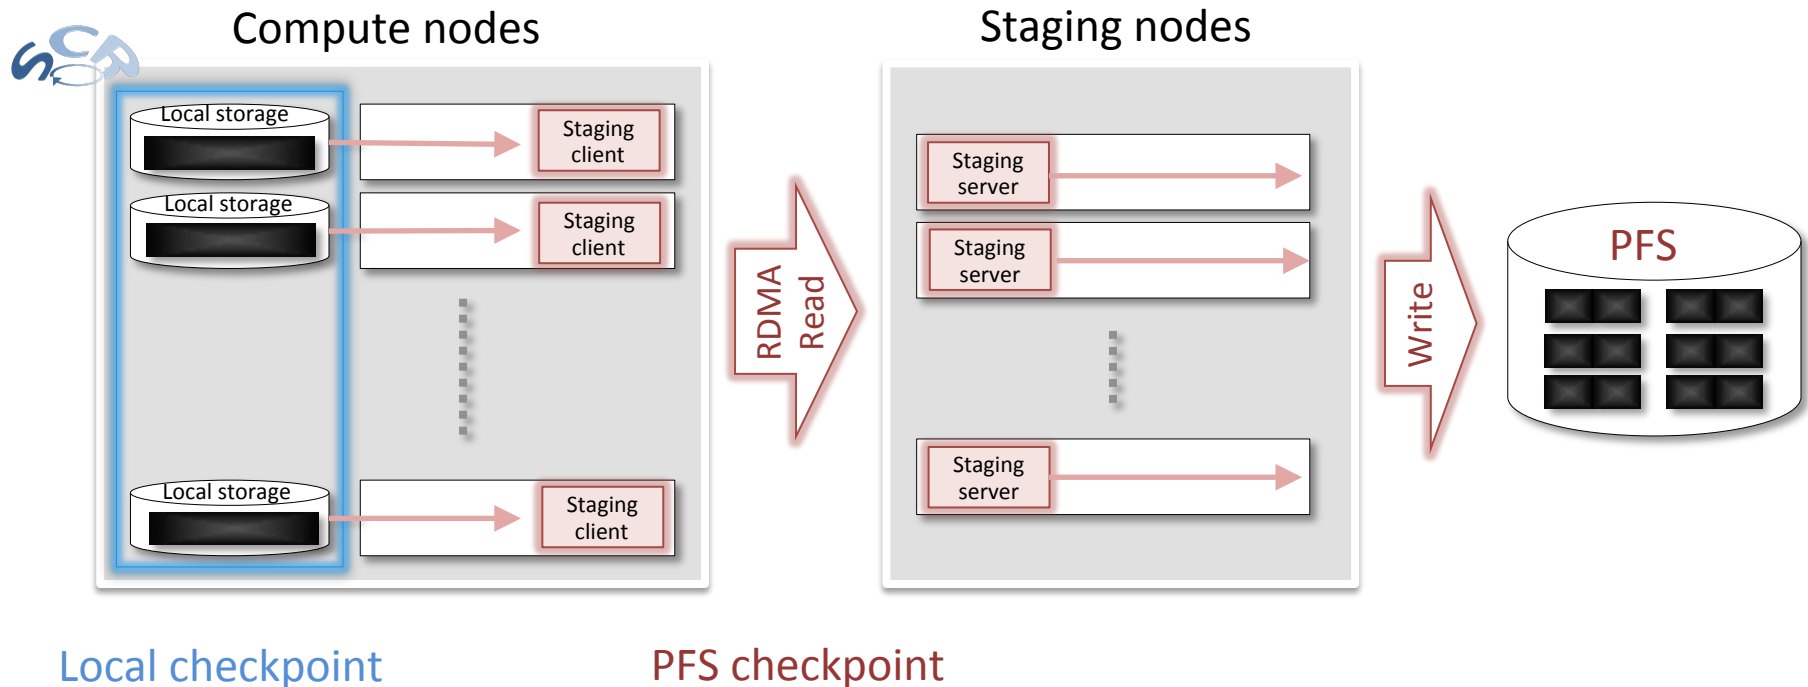 SCR
Compute nodes
Local storage
Staging
client
Local storage
Staging
client
Local storage
Staging
client
RDMA
Read
Staging nodes
Staging
server
Staging
server
Staging
server
Write
PFS
Local checkpoint
PFS checkpoint